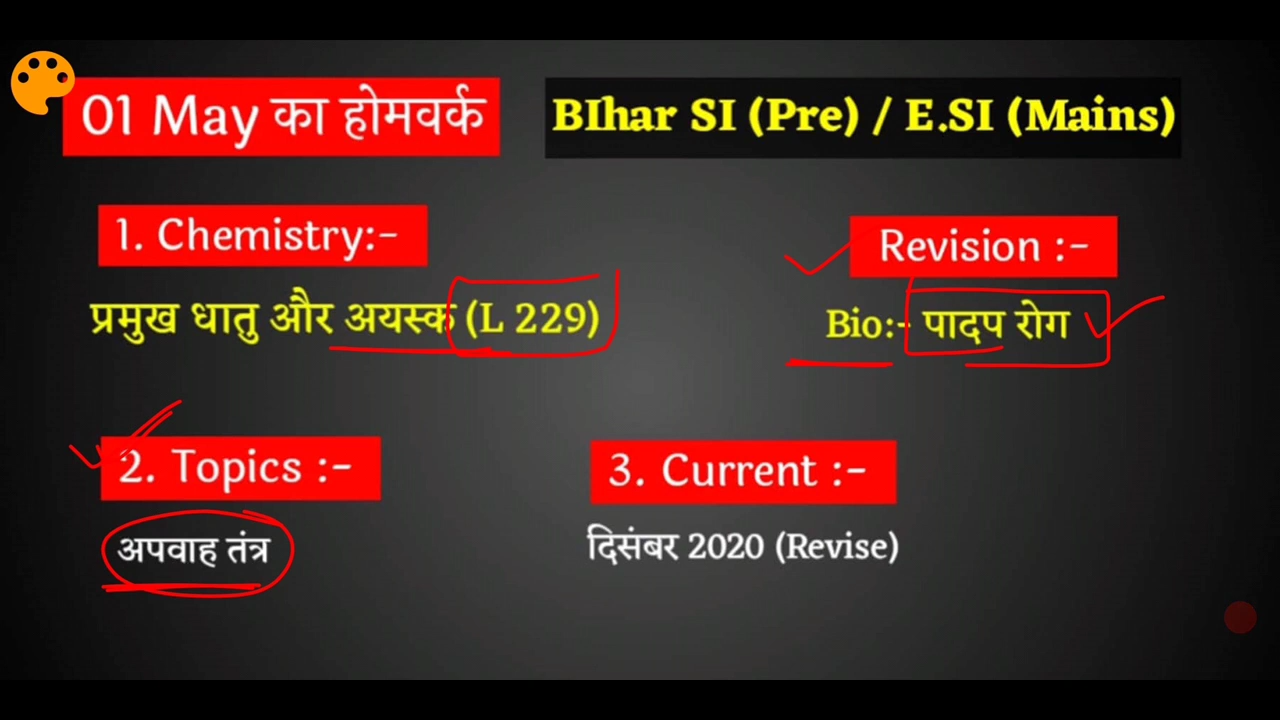 01 May का होमवर्क
BIhar SI (Pre) / E.SI (Mains)
1. Chemistry:-
प्रमुख धातु और अयस्क (L 229)
Revision :-
Bio:- पादप रोग
2. Topics :-
अपवाह तंत्र
3. Current :-
दिसंबर 2020 (Revise)